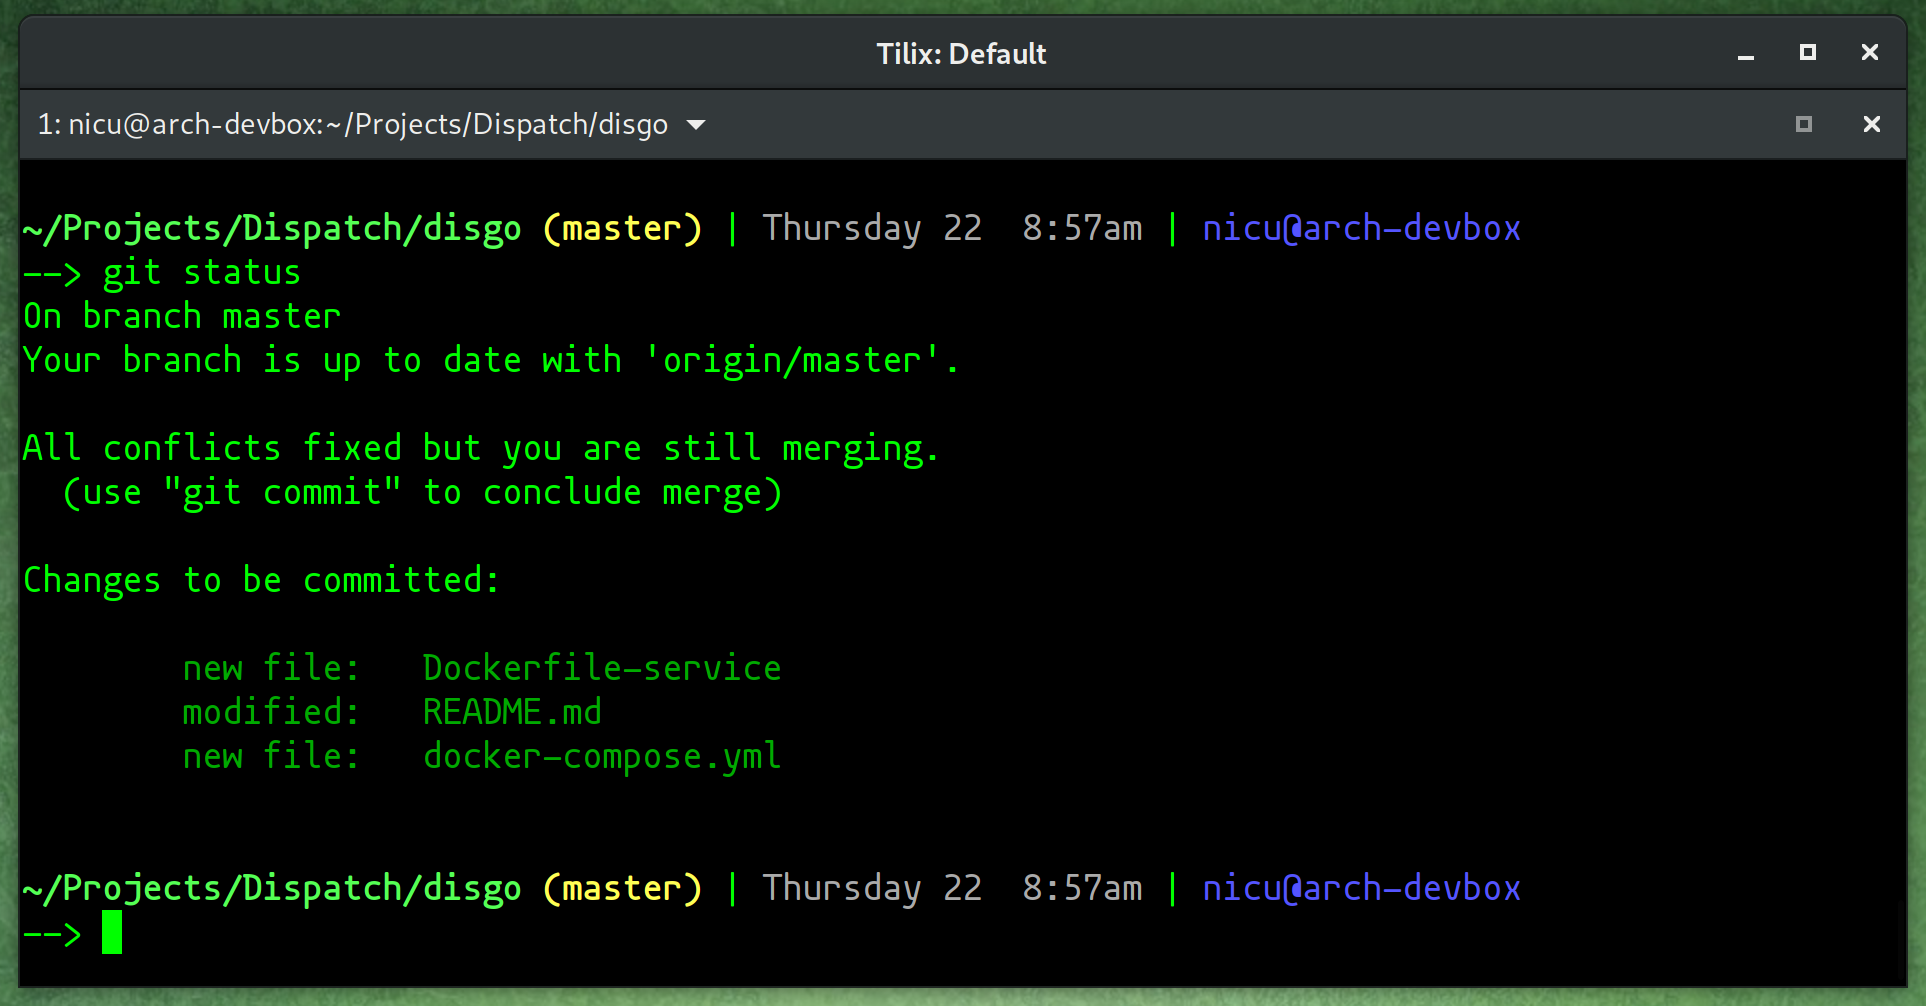 Tilix: Default
1: nicu@arch-devbox:~/Projects/Dispatch/disgo
~/Projects/Dispatch/disgo (master) | Thursday 22  8:57am | nicu@arch-devbox
--> git status
On branch master
Your branch is up to date with 'origin/master'.
All conflicts fixed but you are still merging.
  (use "git commit" to conclude merge)
Changes to be committed:
        new file:   Dockerfile-service
        modified:   README.md
        new file:   docker-compose.yml
~/Projects/Dispatch/disgo (master) | Thursday 22  8:57am | nicu@arch-devbox
-->